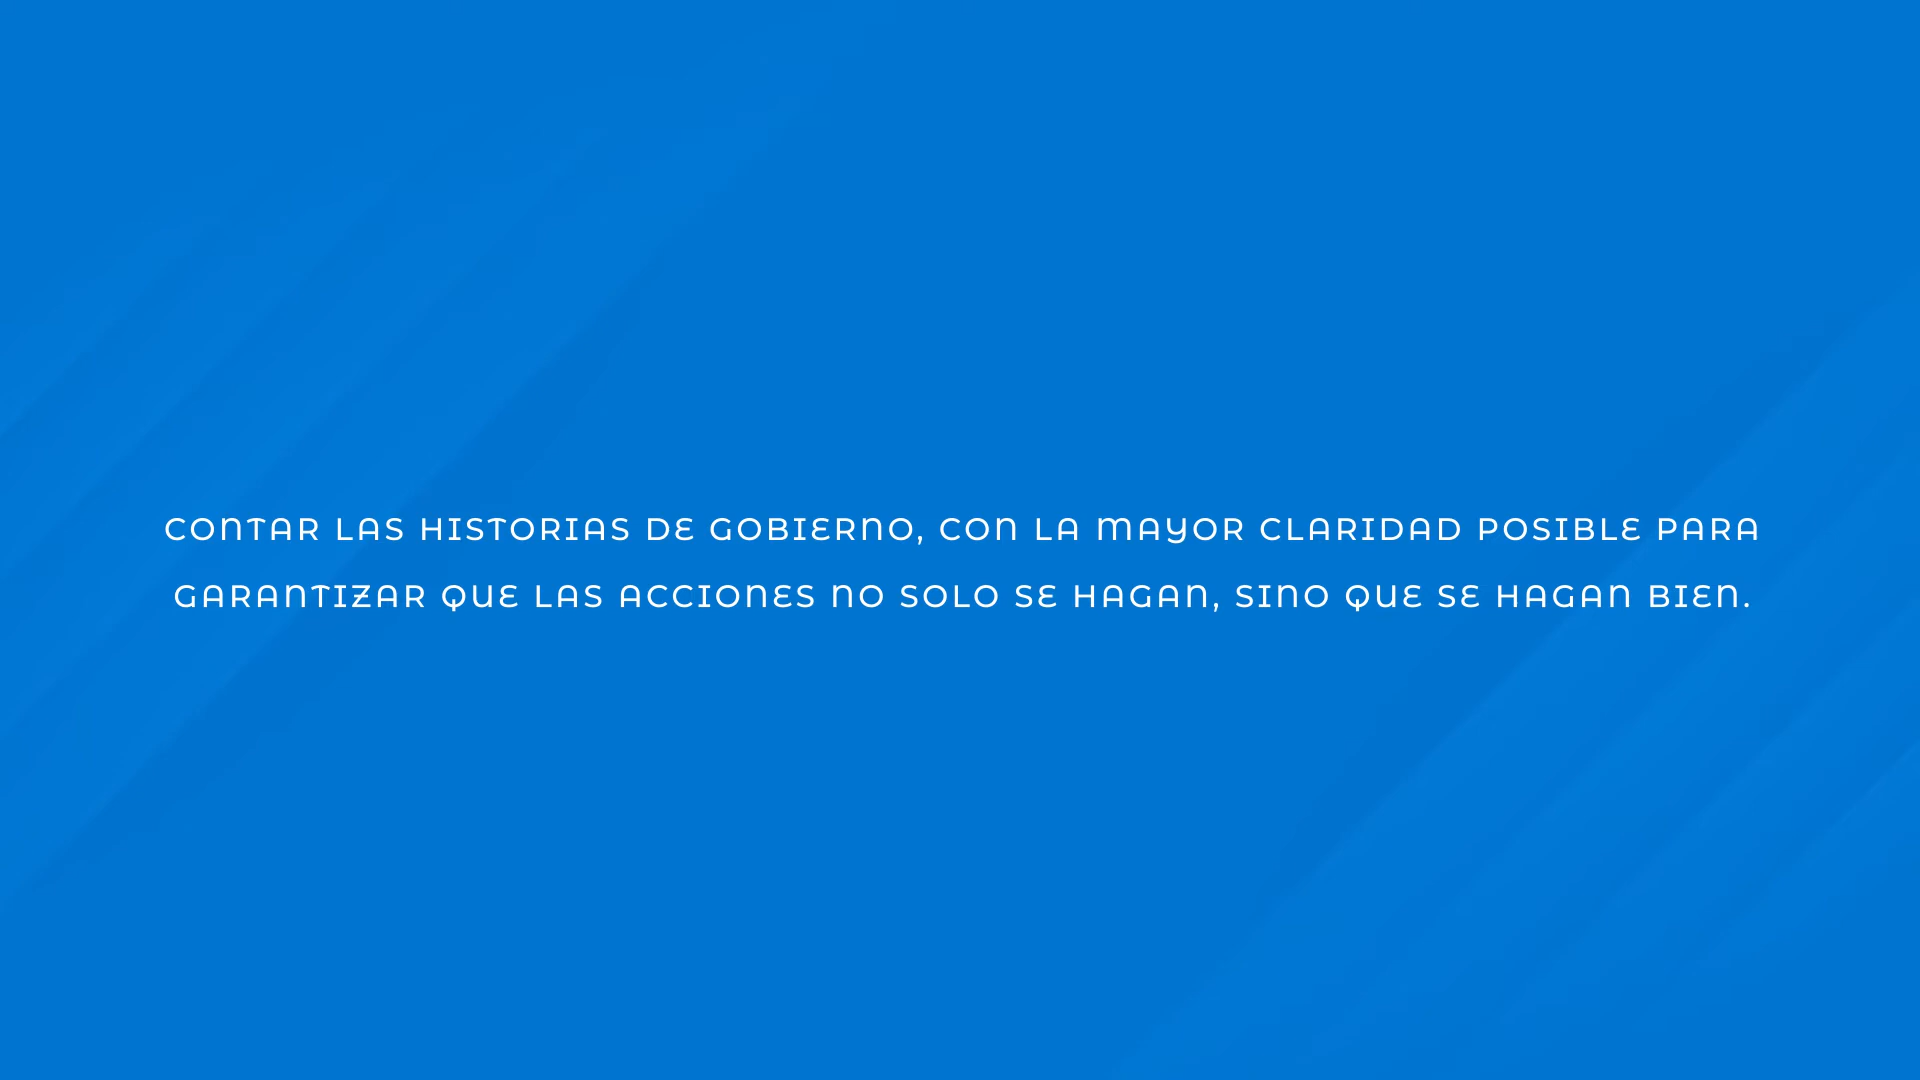 CONTAR LAS HISTORIAS DE GOBIERNO, CON LA MAYOR CLARIDAD POSIBLE PARA
GARANTIZAR QUE LAS ACCIONES NO SOLO SE HAGAN, SINO QUE SE HAGAN BIEN.